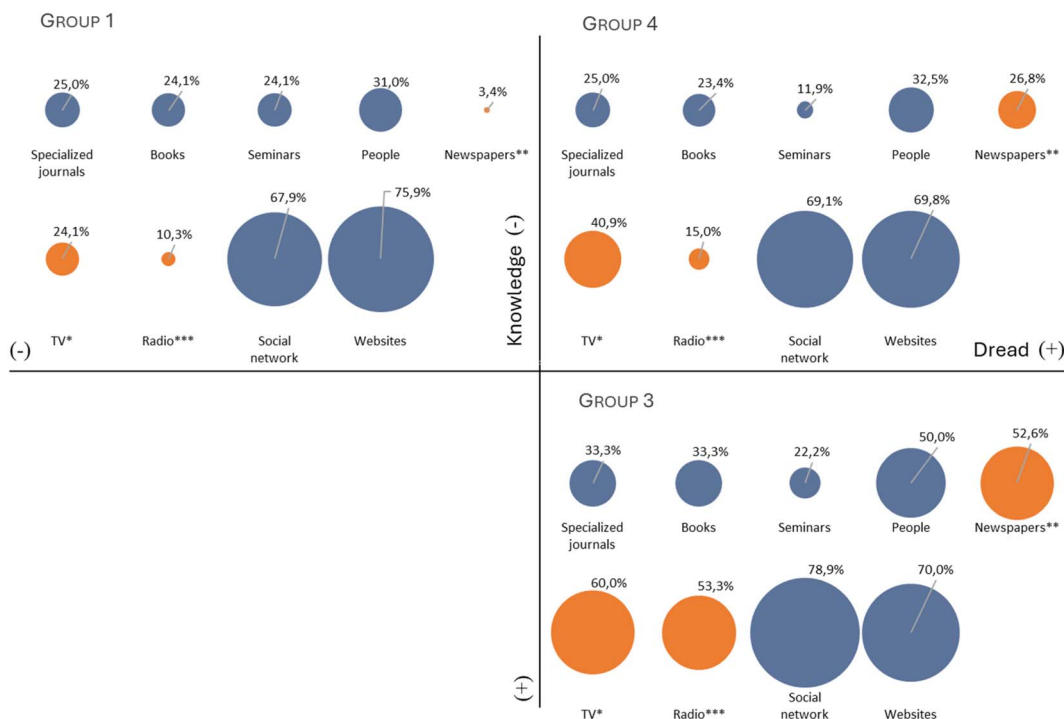 GROUP 1
25,0%
24,1%
24,1%
31,0%
3,4%
Specialized
journals
Books
Seminars
People
Newspapers**
24,1%
10,3%
67,9%
75,9%
TV*
Radio***
Social
network
Websites
(-)
Knowledge (-)
GROUP 4
25,0%
23,4%
11,9%
32,5%
26,8%
Specialized
journals
Books
Seminars
People
Newspapers**
40,9%
15,0%
69,1%
69,8%
TV*
Radio***
Social
network
Websites
Dread (+)
GROUP 3
33,3%
33,3%
22,2%
50,0%
52,6%
Specialized
journals
Books
Seminars
People
Newspapers**
60,0%
53,3%
78,9%
70,0%
TV*
Radio***
Social
network
Websites
(+)